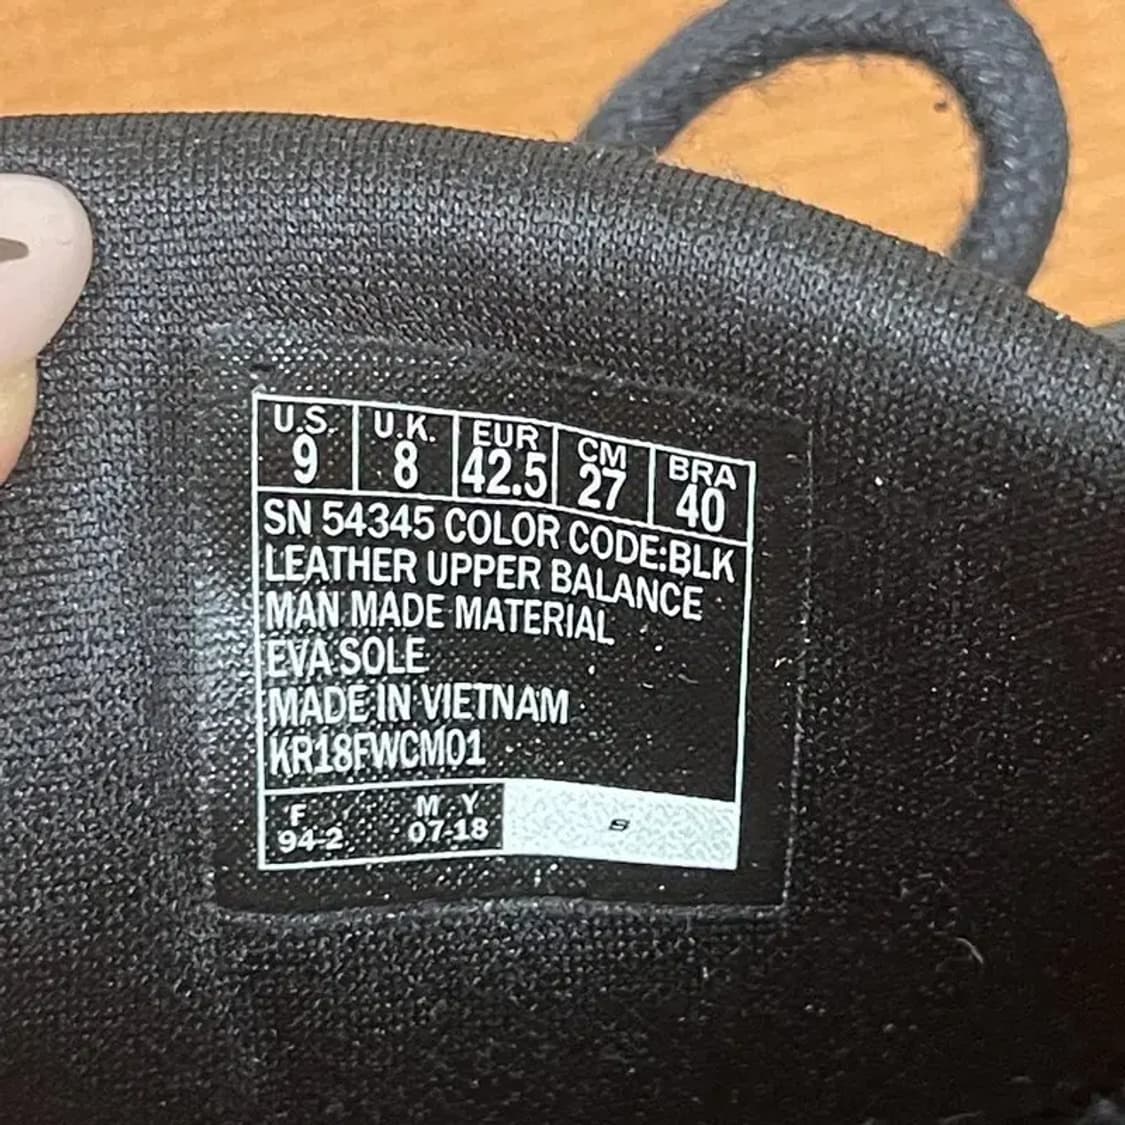 U.S. U.K. EUR CM BRA
9 8 42.5 27 40
SN 54345 COLOR CODE:BLK
LEATHER UPPER BALANCE
MAN MADE MATERIAL
EVA SOLE
MADE IN VIETNAM
KR18FWCM01
F M Y
94-2 07-18